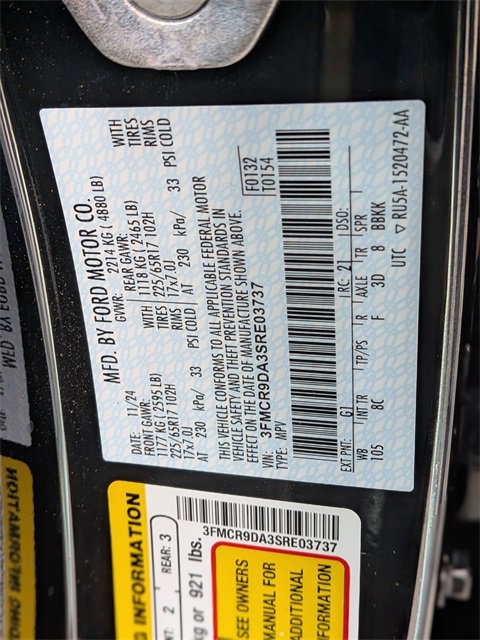 MFD. BY FORD MOTOR CO.
DATE: 11/24 GVWR: 2214 KG ( 4880 LB)
FRONT GAWR: REAR GAWR: WITH
1177 KG ( 2595 LB) WITH 1118 KG ( 2465 LB) TIRES
225/65R17 102H TIRES 225/65R17 102H RIMS
17x7.0J RIMS 17x7.0J
AT 230 kPa/ 33 PSI COLD AT 230 kPa/ 33 PSI COLD
THIS VEHICLE CONFORMS TO ALL APPLICABLE FEDERAL MOTOR
VEHICLE SAFETY AND THEFT PREVENTION STANDARDS IN
EFFECT ON THE DATE OF MANUFACTURE SHOWN ABOVE.
VIN: 3FMCR9DA3SRE03737
TYPE: MPV
F0132
T0154
EXT PNT: G1 RC: 21 DSO:
WB INT TR TP/PS R AXLE TR SPR
105 8C F 3D 8 BBKK
UTC ▽ RU5A-1520472-AA
INFORMATION
2 REAR: 3
kg or 921 lbs.
3FMCR9DA3SRE03737
SEE OWNERS
MANUAL FOR
ADDITIONAL
INFORMATION